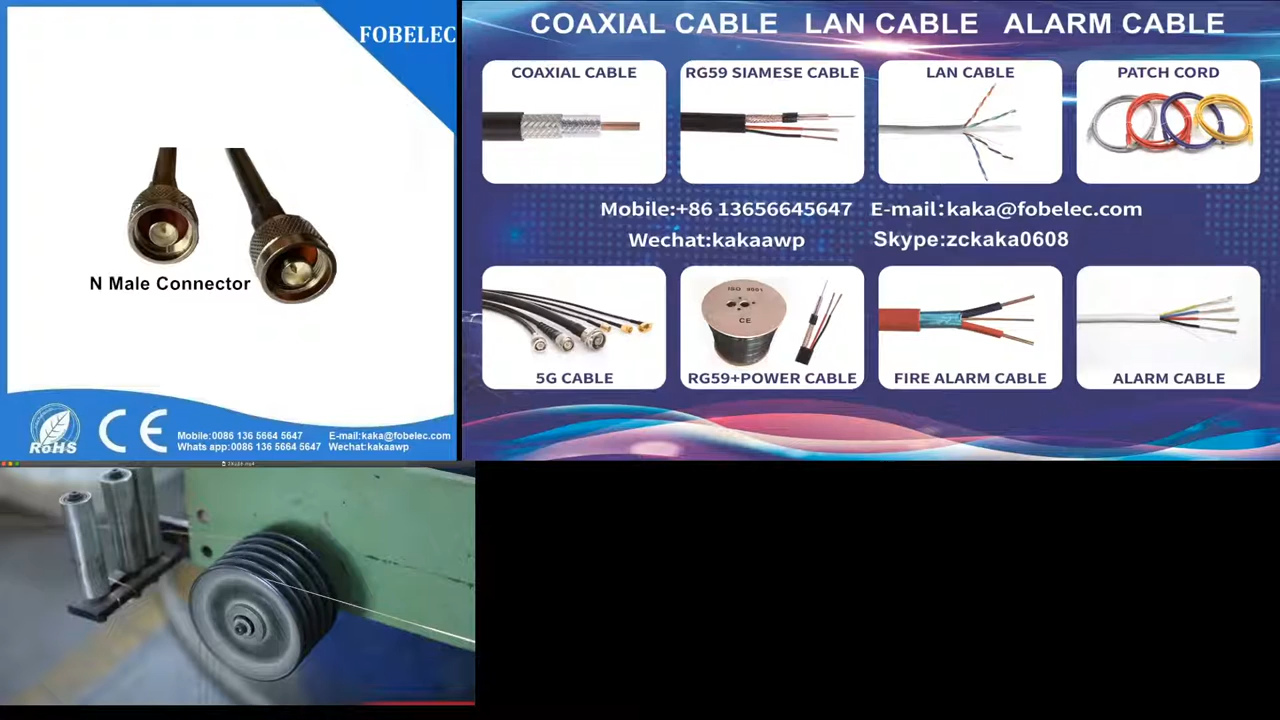 FOBELEC
N Male Connector
RoHS
CE
Mobile:0086 136 5664 5647
E-mail:kaka@fobelec.com
Whats app:0086 136 5664 5647
Wechat:kakaawp
COAXIAL CABLE LAN CABLE ALARM CABLE
COAXIAL CABLE
RG59 SIAMESE CABLE
LAN CABLE
PATCH CORD
Mobile:+86 13656645647 E-mail:kaka@fobelec.com
Wechat:kakaawp Skype:zckaka0608
ISO 9001
CE
5G CABLE
RG59+POWER CABLE
FIRE ALARM CABLE
ALARM CABLE